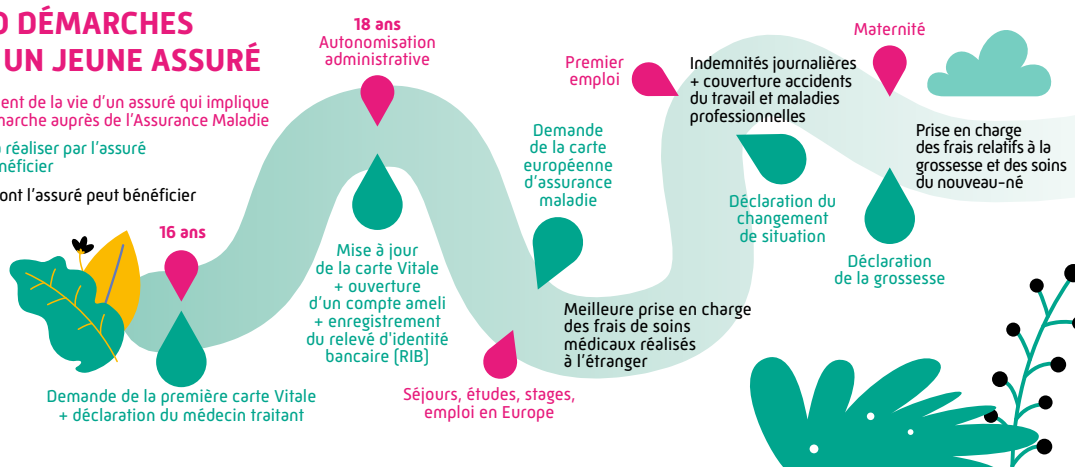 DÉMARCHES
UN JEUNE ASSURÉ
de la vie d'un assuré qui implique
auprès de l'Assurance Maladie
réaliser par l'assuré
dont l'assuré peut bénéficier
16 ans
Demande de la première carte Vitale
+ déclaration du médecin traitant
18 ans
Autonomisation
administrative
Mise à jour
de la carte Vitale
+ ouverture
d'un compte ameli
+ enregistrement
du relevé d'identité
bancaire (RIB)
Séjours, études, stages,
emploi en Europe
Demande
de la carte
européenne
d'assurance
maladie
Meilleure prise en charge
des frais de soins
médicaux réalisés
à l'étranger
Premier
emploi
Indemnités journalières
+ couverture accidents
du travail et maladies
professionnelles
Déclaration du
changement
de situation
Maternité
Déclaration
de la grossesse
Prise en charge
des frais relatifs à la
grossesse et des soins
du nouveau-né